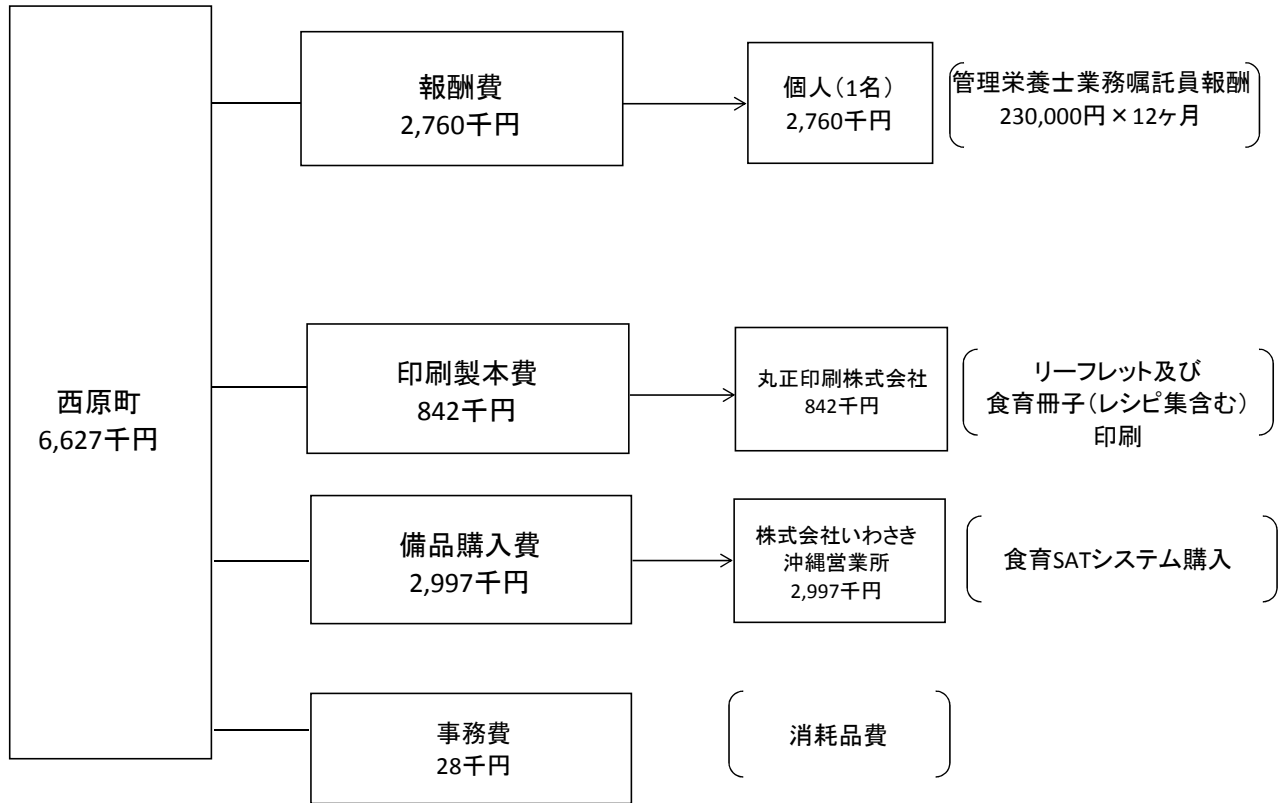 西原町
6,627千円
報酬費
2,760千円
個人(1名)
2,760千円
管理栄養士業務嘱託員報酬
230,000円×12ヶ月
印刷製本費
842千円
丸正印刷株式会社
842千円
リーフレット及び
食育冊子(レシピ集含む)
印刷
備品購入費
2,997千円
株式会社いわさき
沖縄営業所
2,997千円
食育SATシステム購入
事務費
28千円
消耗品費